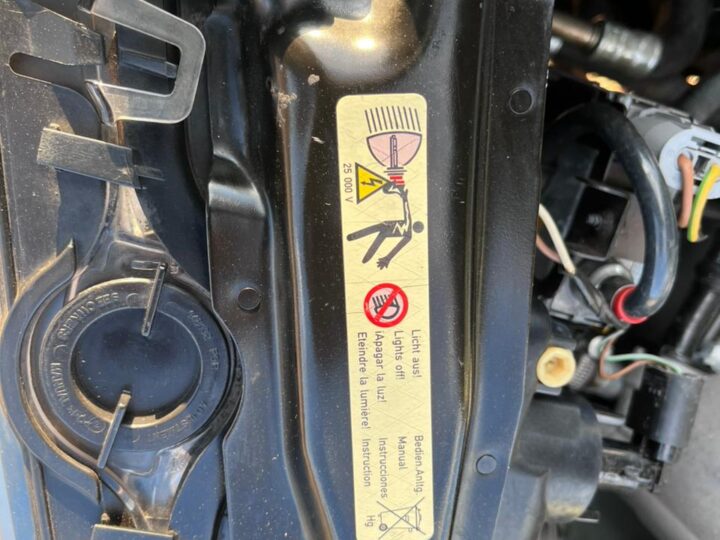 25 000 V
Licht aus!
Lights off!
¡Apagar la luz!
Eteindre la lumière!
Bedien.Anltg.
Manual
Instrucciones
Instruction
Hg